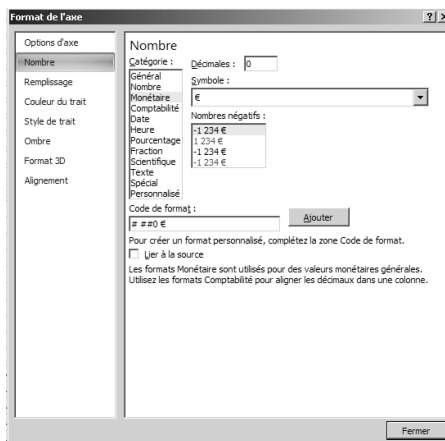 Format de l'axe
Options d'axe
Nombre
Remplissage
Couleur du trait
Style de trait
Ombre
Format 3D
Alignement
Nombre
Catégorie :
Général
Nombre
Monétaire
Comptabilité
Date
Heure
Pourcentage
Fraction
Scientifique
Texte
Spécial
Personnalisé
Décimales : 0
Symbole :
€
Nombres négatifs :
-1 234 €
1 234 €
-1 234 €
-1 234 €
Code de format :
# ##0 €
Ajouter
Pour créer un format personnalisé, complétez la zone Code de format.
Lier à la source
Les formats Monétaire sont utilisés pour des valeurs monétaires générales.
Utilisez les formats Comptabilité pour aligner les décimaux dans une colonne.
Fermer